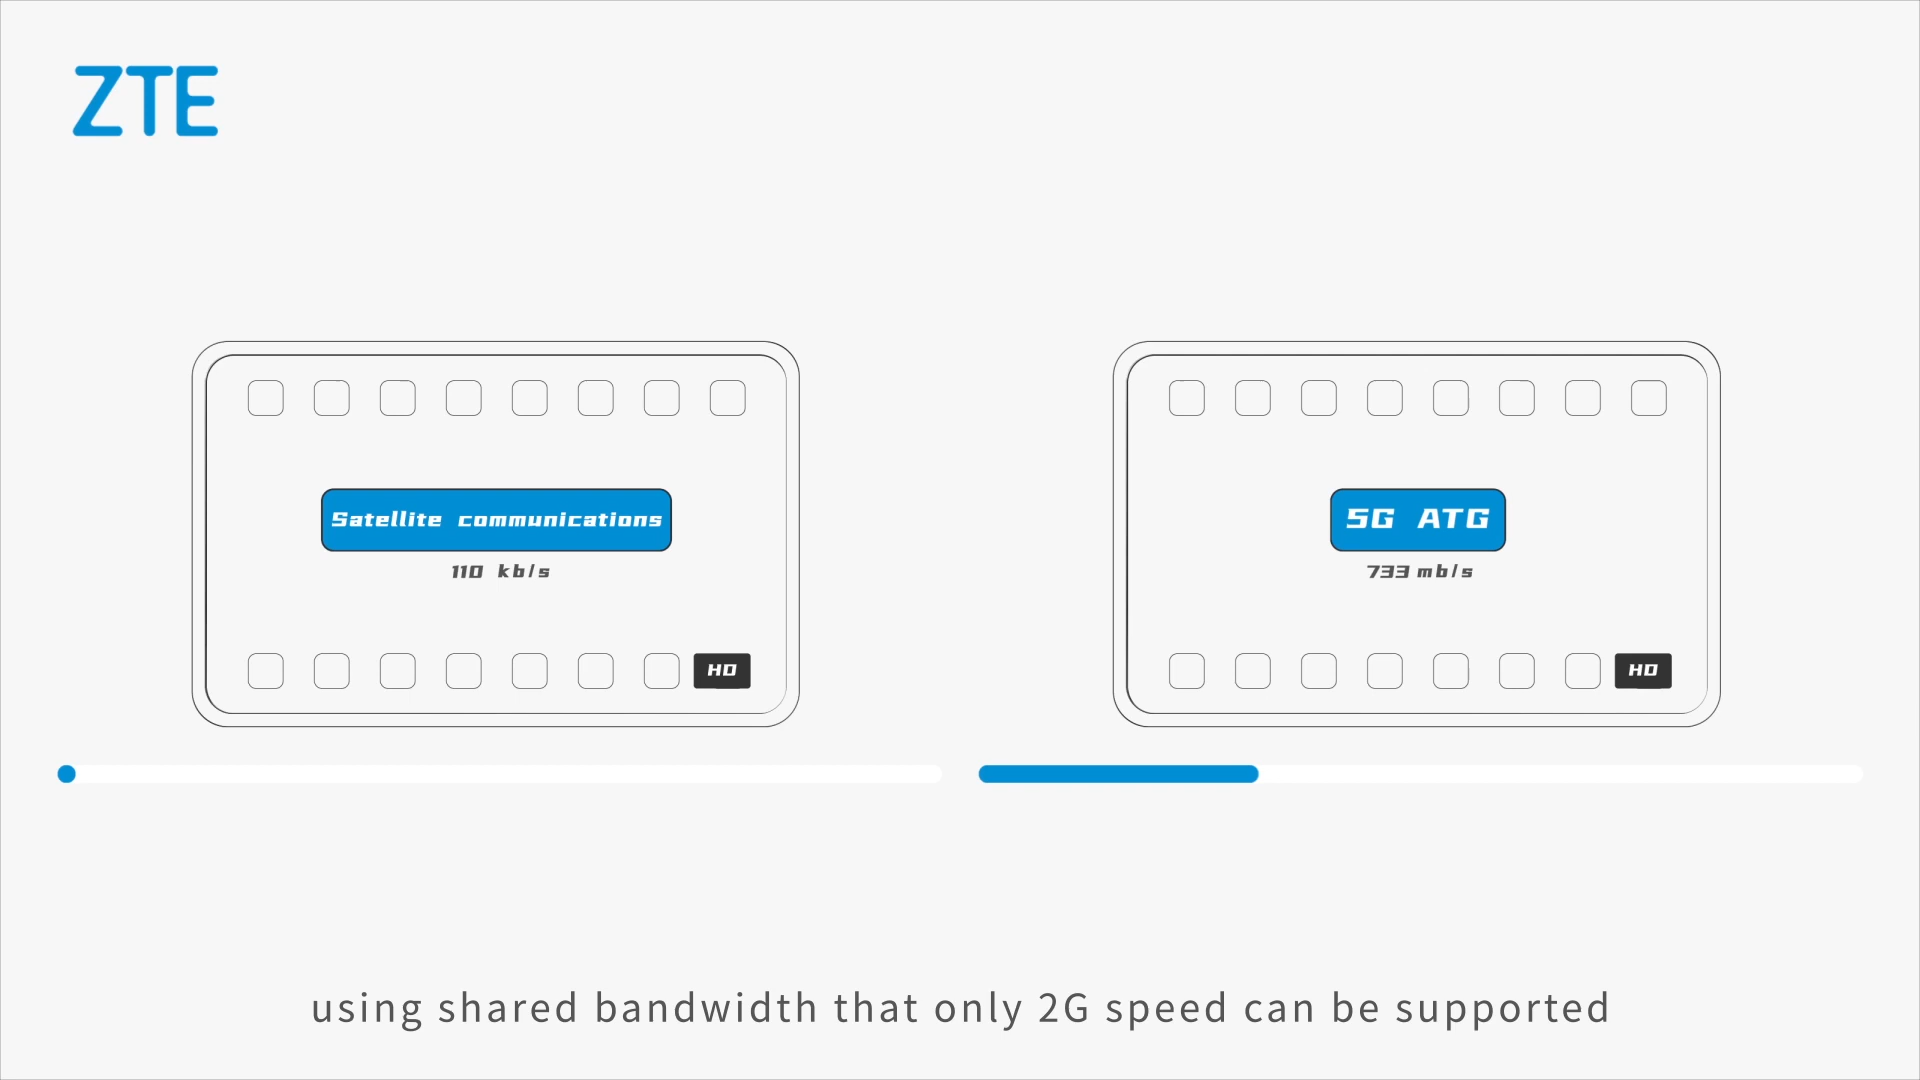 ZTE
Satellite communications
110 kb/s
HD
5G ATG
733 mb/s
HD
using shared bandwidth that only 2G speed can be supported